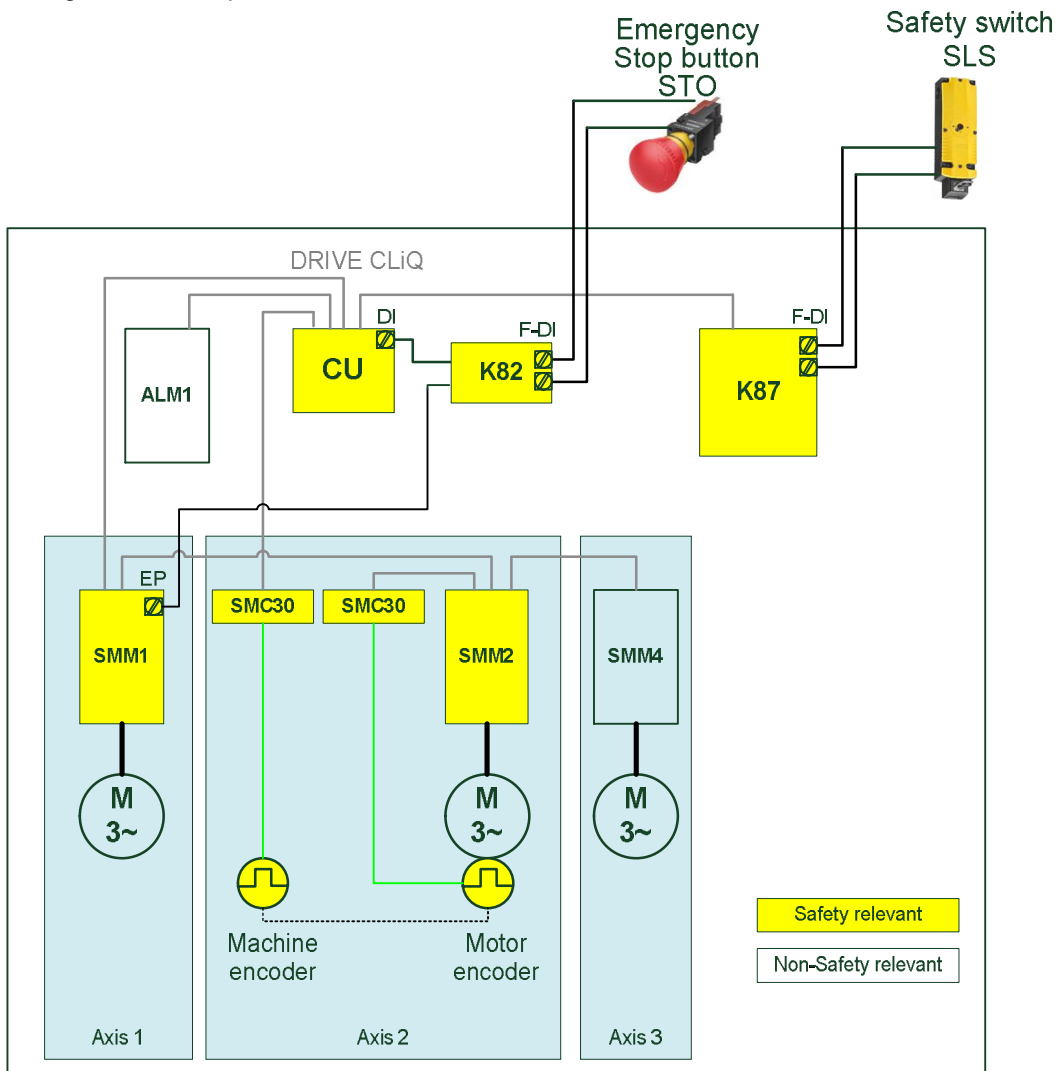 Emergency
Stop button
STO
Safety switch
SLS
DRIVE CLiQ
DI
F-DI
F-DI
CU
K82
K87
ALM1
EP
SMC30
SMC30
SMM1
SMM2
SMM4
M
3~
M
3~
M
3~
Machine
encoder
Motor
encoder
Safety relevant
Non-Safety relevant
Axis 1
Axis 2
Axis 3